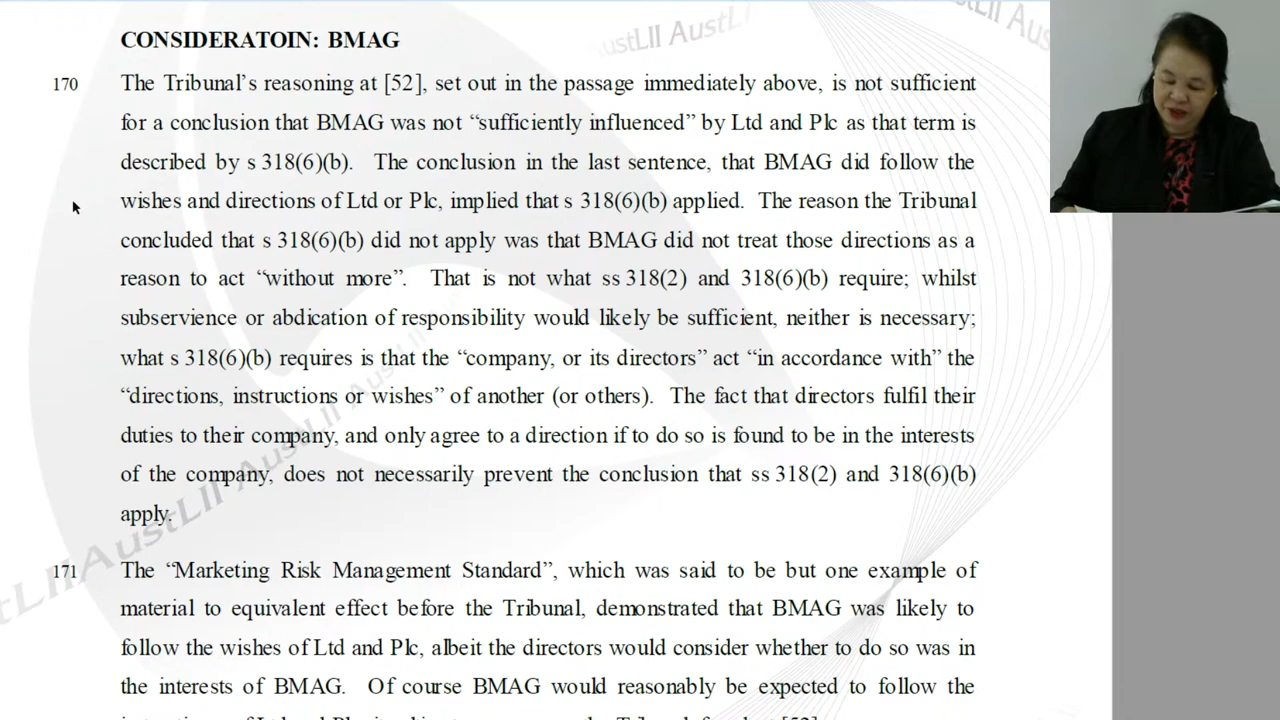 AustLII AustLII
CONSIDERATOIN: BMAG
170 The Tribunal's reasoning at [52], set out in the passage immediately above, is not sufficient
for a conclusion that BMAG was not “sufficiently influenced” by Ltd and Plc as that term is
described by s 318(6)(b). The conclusion in the last sentence, that BMAG did follow the
wishes and directions of Ltd or Plc, implied that s 318(6)(b) applied. The reason the Tribunal
concluded that s 318(6)(b) did not apply was that BMAG did not treat those directions as a
reason to act “without more”. That is not what ss 318(2) and 318(6)(b) require; whilst
subservience or abdication of responsibility would likely be sufficient, neither is necessary;
what s 318(6)(b) requires is that the “company, or its directors” act “in accordance with” the
“directions, instructions or wishes” of another (or others). The fact that directors fulfil their
duties to their company, and only agree to a direction if to do so is found to be in the interests
of the company, does not necessarily prevent the conclusion that ss 318(2) and 318(6)(b)
apply.
AustLII AustLII AustLII
171 The “Marketing Risk Management Standard”, which was said to be but one example of
material to equivalent effect before the Tribunal, demonstrated that BMAG was likely to
follow the wishes of Ltd and Plc, albeit the directors would consider whether to do so was in
the interests of BMAG. Of course BMAG would reasonably be expected to follow the